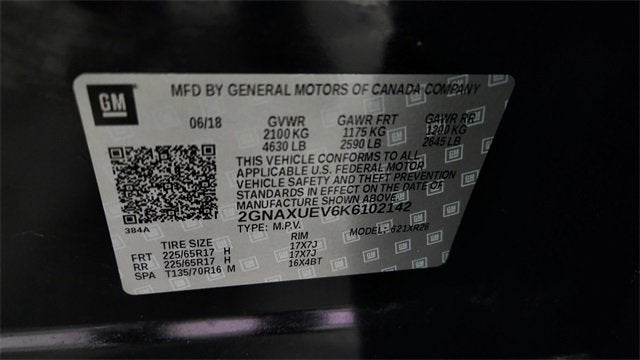 GM
MFD BY GENERAL MOTORS OF CANADA COMPANY
06/18 GVWR GAWR FRT GAWR RR
2100 KG 1175 KG 1200 KG
4630 LB 2590 LB 2645 LB
THIS VEHICLE CONFORMS TO ALL
APPLICABLE U.S. FEDERAL MOTOR
VEHICLE SAFETY AND THEFT PREVENTION
STANDARDS IN EFFECT ON THE DATE OF
MANUFACTURE SHOWN ABOVE.
2GNAXUEV6K6102142
384A
TYPE: M.P.V. MODEL: 621XR26
TIRE SIZE RIM
FRT 225/65R17 H 17X7J
RR 225/65R17 H 17X7J
SPA T135/70R16 M 16X4BT